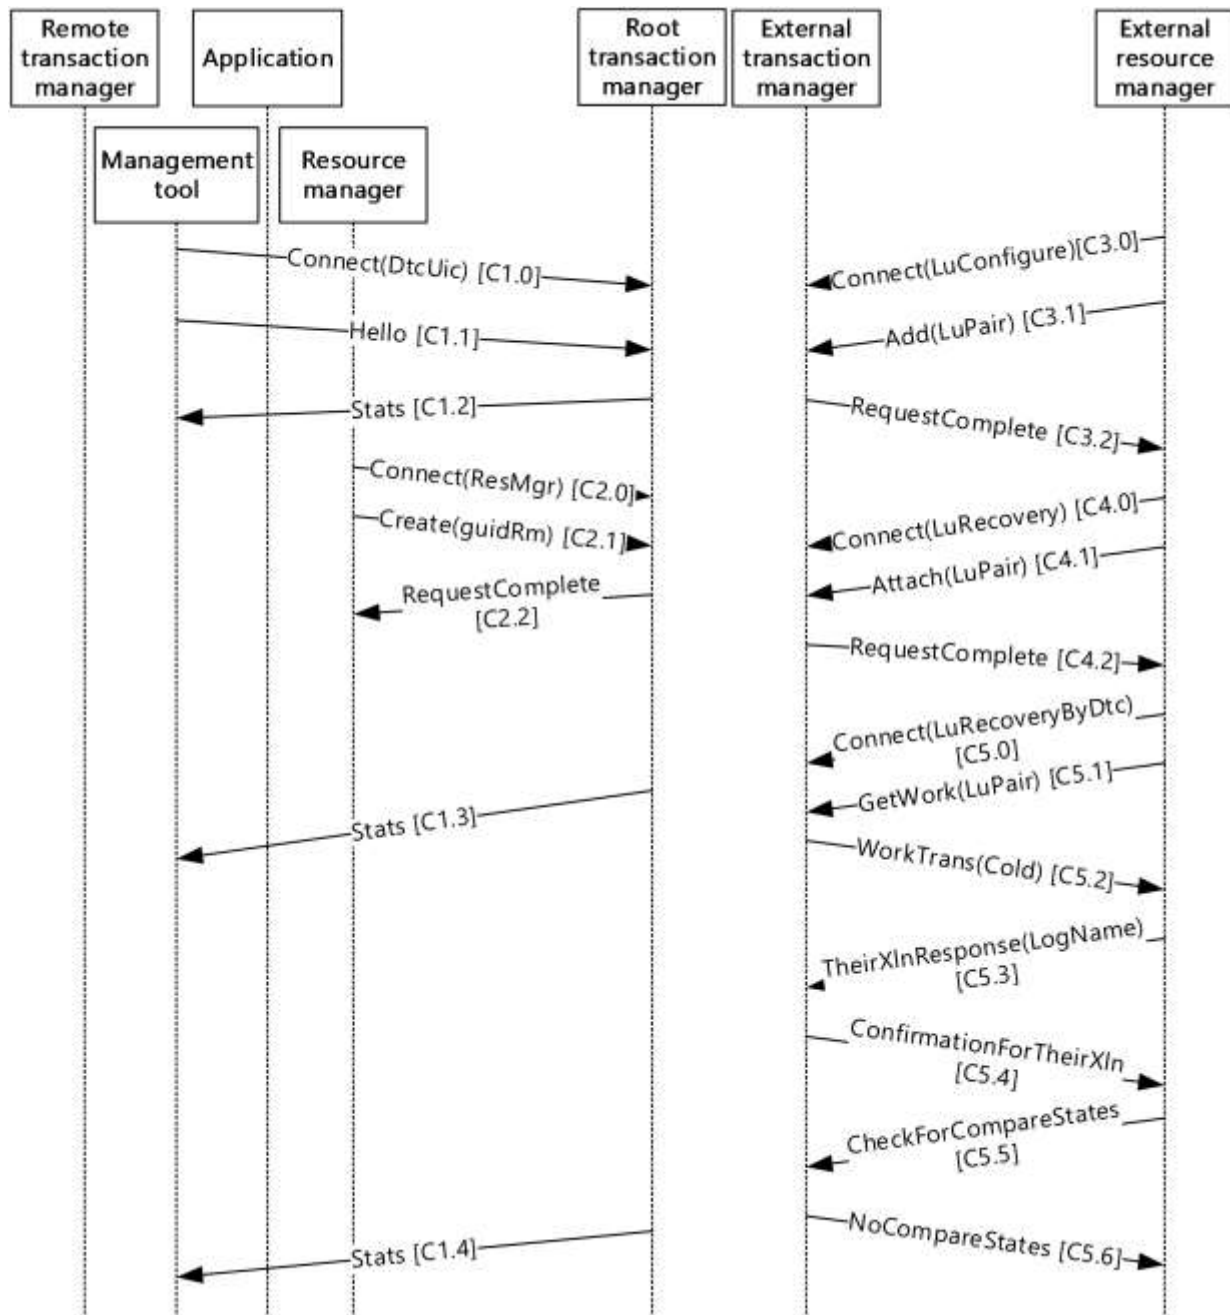 Remote
transaction
manager
Application
Root
transaction
manager
External
transaction
manager
External
resource
manager
Management
tool
Resource
manager
Connect(DtcUic) [C1.0]
Connect(LuConfigure)[C3.0]
Hello [C1.1]
Add(LuPair) [C3.1]
Stats [C1.2]
RequestComplete [C3.2]
Connect(ResMgr) [C2.0]
Create(guidRm) [C2.1]
Connect(LuRecovery) [C4.0]
Attach(LuPair) [C4.1]
RequestComplete
[C2.2]
RequestComplete [C4.2]
Connect(LuRecoveryByDtc)
[C5.0]
GetWork(LuPair) [C5.1]
Stats [C1.3]
WorkTrans(Cold) [C5.2]
TheirXlnResponse(LogName)
[C5.3]
ConfirmationForTheirXln
[C5.4]
CheckForCompareStates
[C5.5]
NoCompareStates [C5.6]
Stats [C1.4]